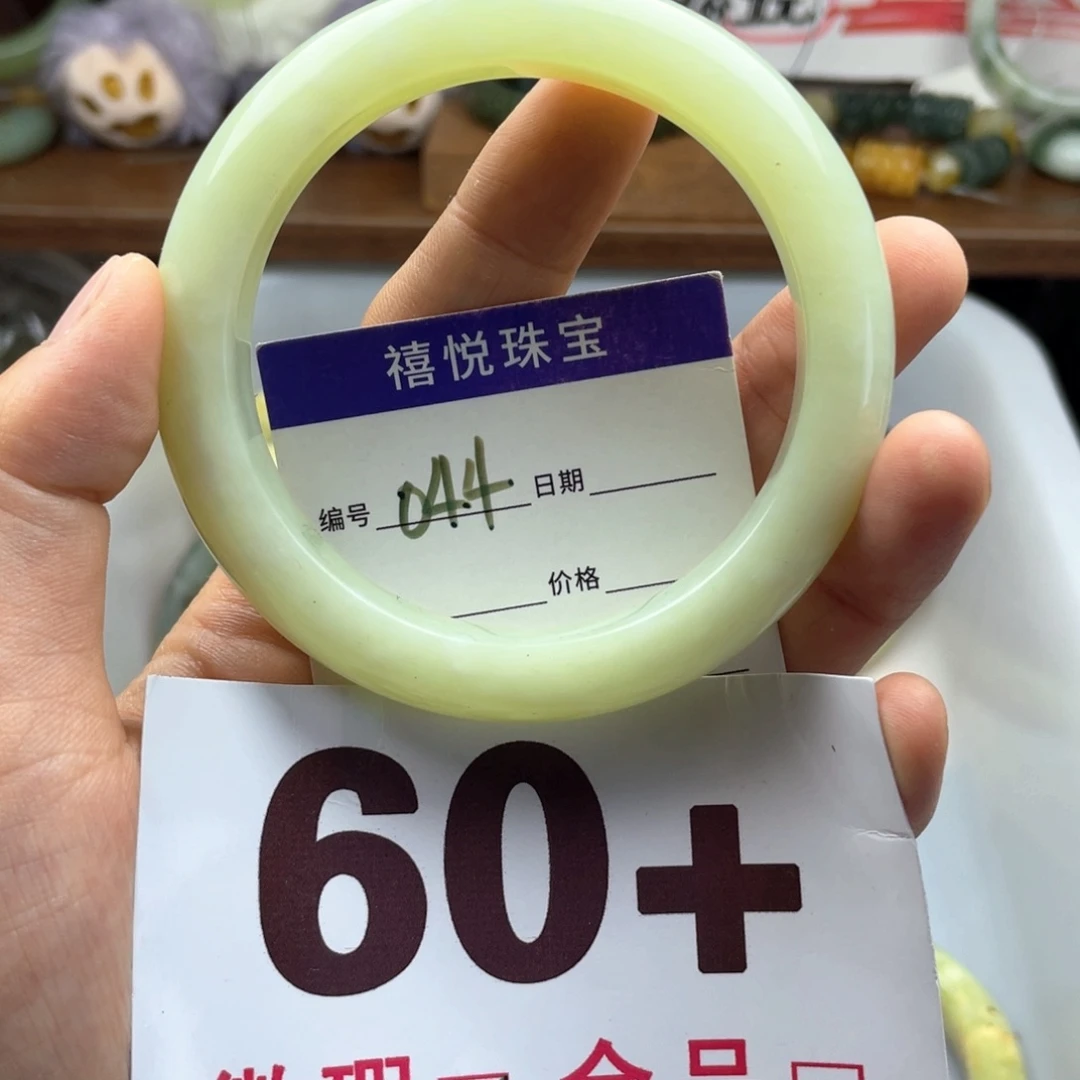 禧悦珠宝
编号 044 日期
价格
60+